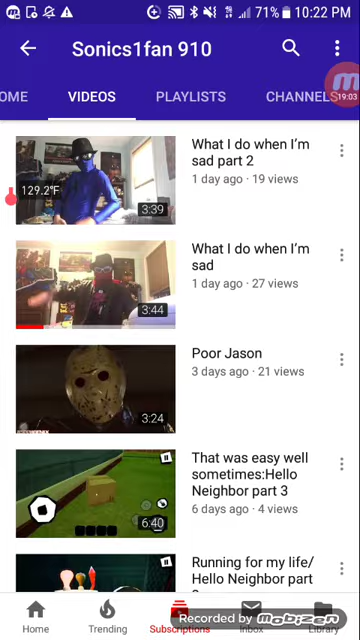 71% 10:22 PM
Sonics1fan 910
19:03
OME VIDEOS PLAYLISTS CHANNELS
What I do when I'm
sad part 2
1 day ago · 19 views
129.2°F
3:39
What I do when I'm
sad
1 day ago · 27 views
3:44
Poor Jason
3 days ago · 21 views
3:24
That was easy well
sometimes:Hello
Neighbor part 3
6 days ago · 4 views
6:40
Running for my life/
Hello Neighbor part
Home Trending Subscriptions Inbox Library
Recorded by mobizen